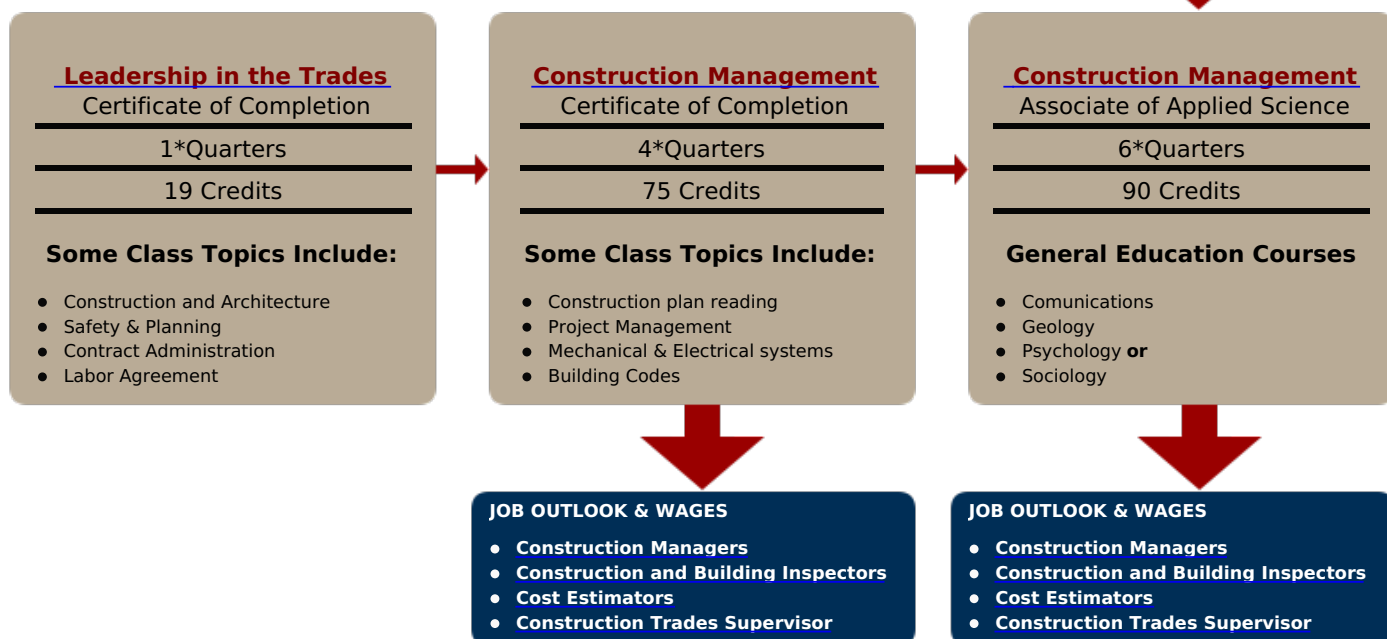 Leadership in the Trades
Certificate of Completion
1*Quarters
19 Credits
Some Class Topics Include:
● Construction and Architecture
● Safety & Planning
● Contract Administration
● Labor Agreement
Construction Management
Certificate of Completion
4*Quarters
75 Credits
Some Class Topics Include:
● Construction plan reading
● Project Management
● Mechanical & Electrical systems
● Building Codes
Construction Management
Associate of Applied Science
6*Quarters
90 Credits
General Education Courses
● Comunications
● Geology
● Psychology or
● Sociology
JOB OUTLOOK & WAGES
● Construction Managers
● Construction and Building Inspectors
● Cost Estimators
● Construction Trades Supervisor
JOB OUTLOOK & WAGES
● Construction Managers
● Construction and Building Inspectors
● Cost Estimators
● Construction Trades Supervisor